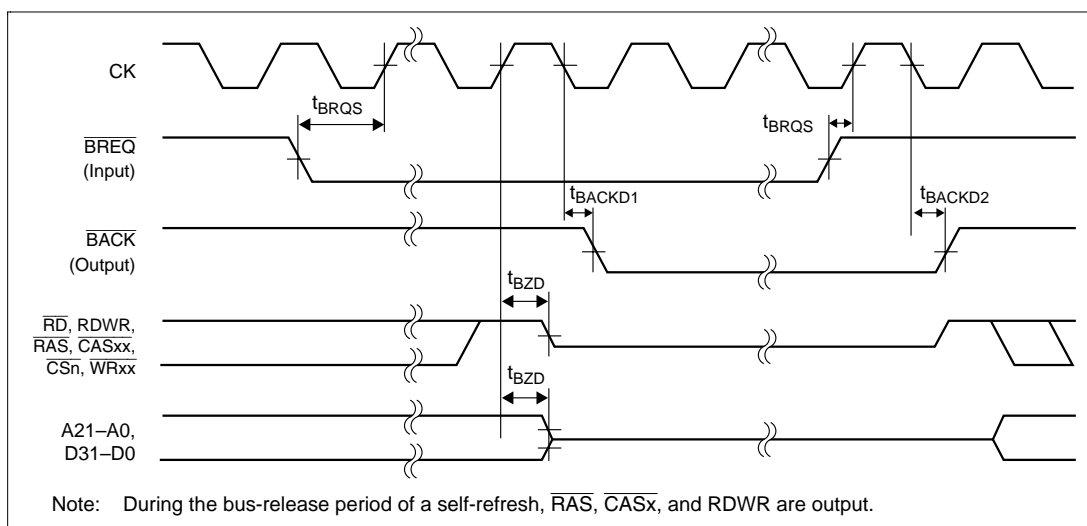 CK
tBRQS
tBRQS
BREQ
(Input)
tBACKD1
tBACKD2
BACK
(Output)
tBZD
RD, RDWR,
RAS, CASxx,
CSn, WRxx
tBZD
A21–A0,
D31–D0
Note: During the bus-release period of a self-refresh, RAS, CASx, and RDWR are output.